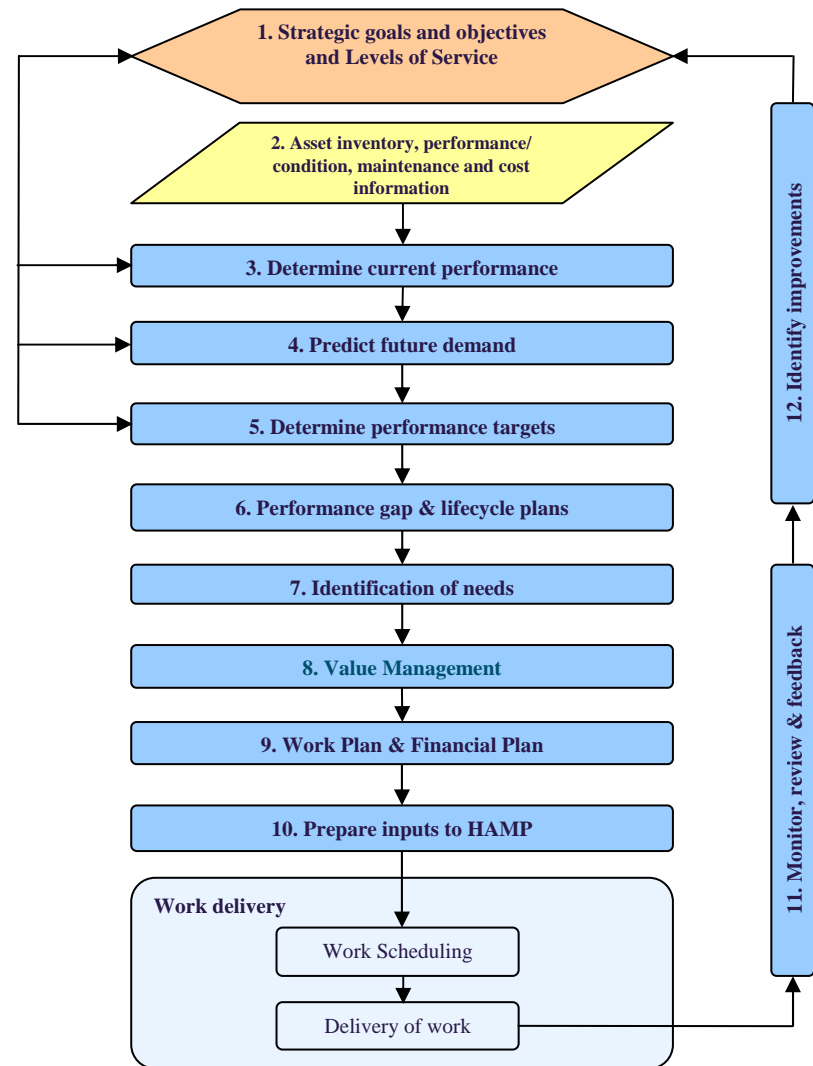 1. Strategic goals and objectives
and Levels of Service
2. Asset inventory, performance/
condition, maintenance and cost
information
3. Determine current performance
4. Predict future demand
5. Determine performance targets
6. Performance gap & lifecycle plans
7. Identification of needs
8. Value Management
9. Work Plan & Financial Plan
10. Prepare inputs to HAMP
Work delivery
Work Scheduling
Delivery of work
11. Monitor, review & feedback
12. Identify improvements